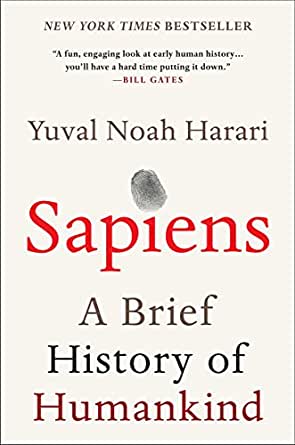 NEW YORK TIMES BESTSELLER
“A fun, engaging look at early human history…
you’ll have a hard time putting it down.”
—BILL GATES
Yuval Noah Harari
Sapiens
A Brief
History of
Humankind